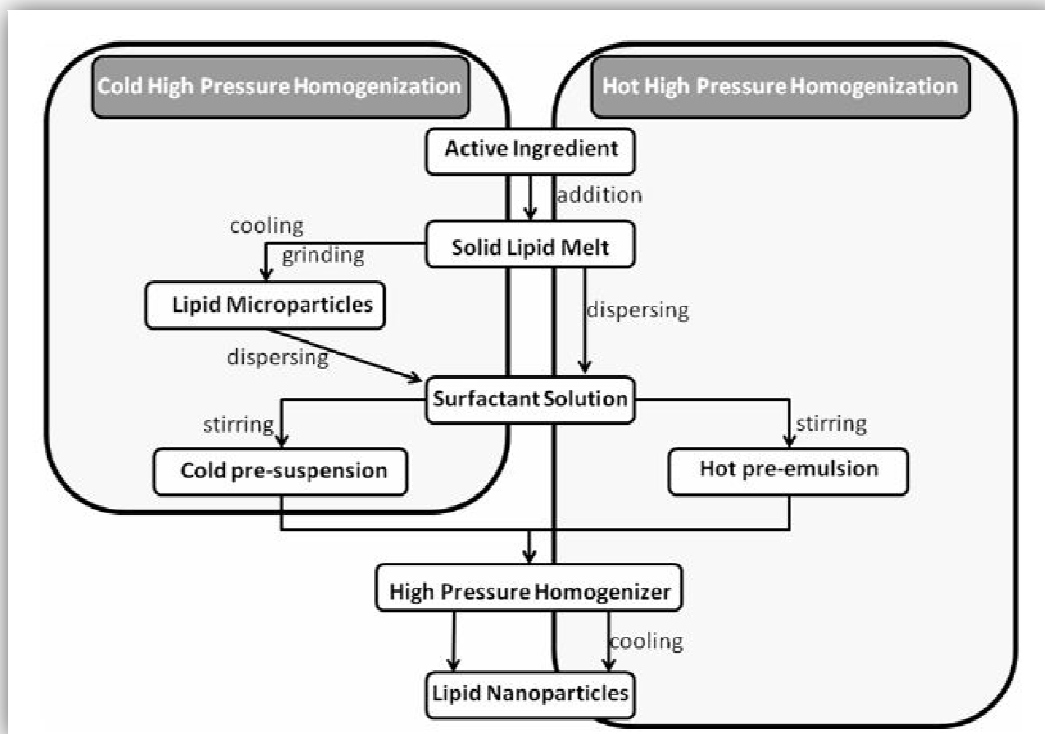 Cold High Pressure Homogenization
Hot High Pressure Homogenization
Active Ingredient
addition
cooling
grinding
Solid Lipid Melt
Lipid Microparticles
dispersing
dispersing
Surfactant Solution
stirring
stirring
Cold pre-suspension
Hot pre-emulsion
High Pressure Homogenizer
cooling
Lipid Nanoparticles